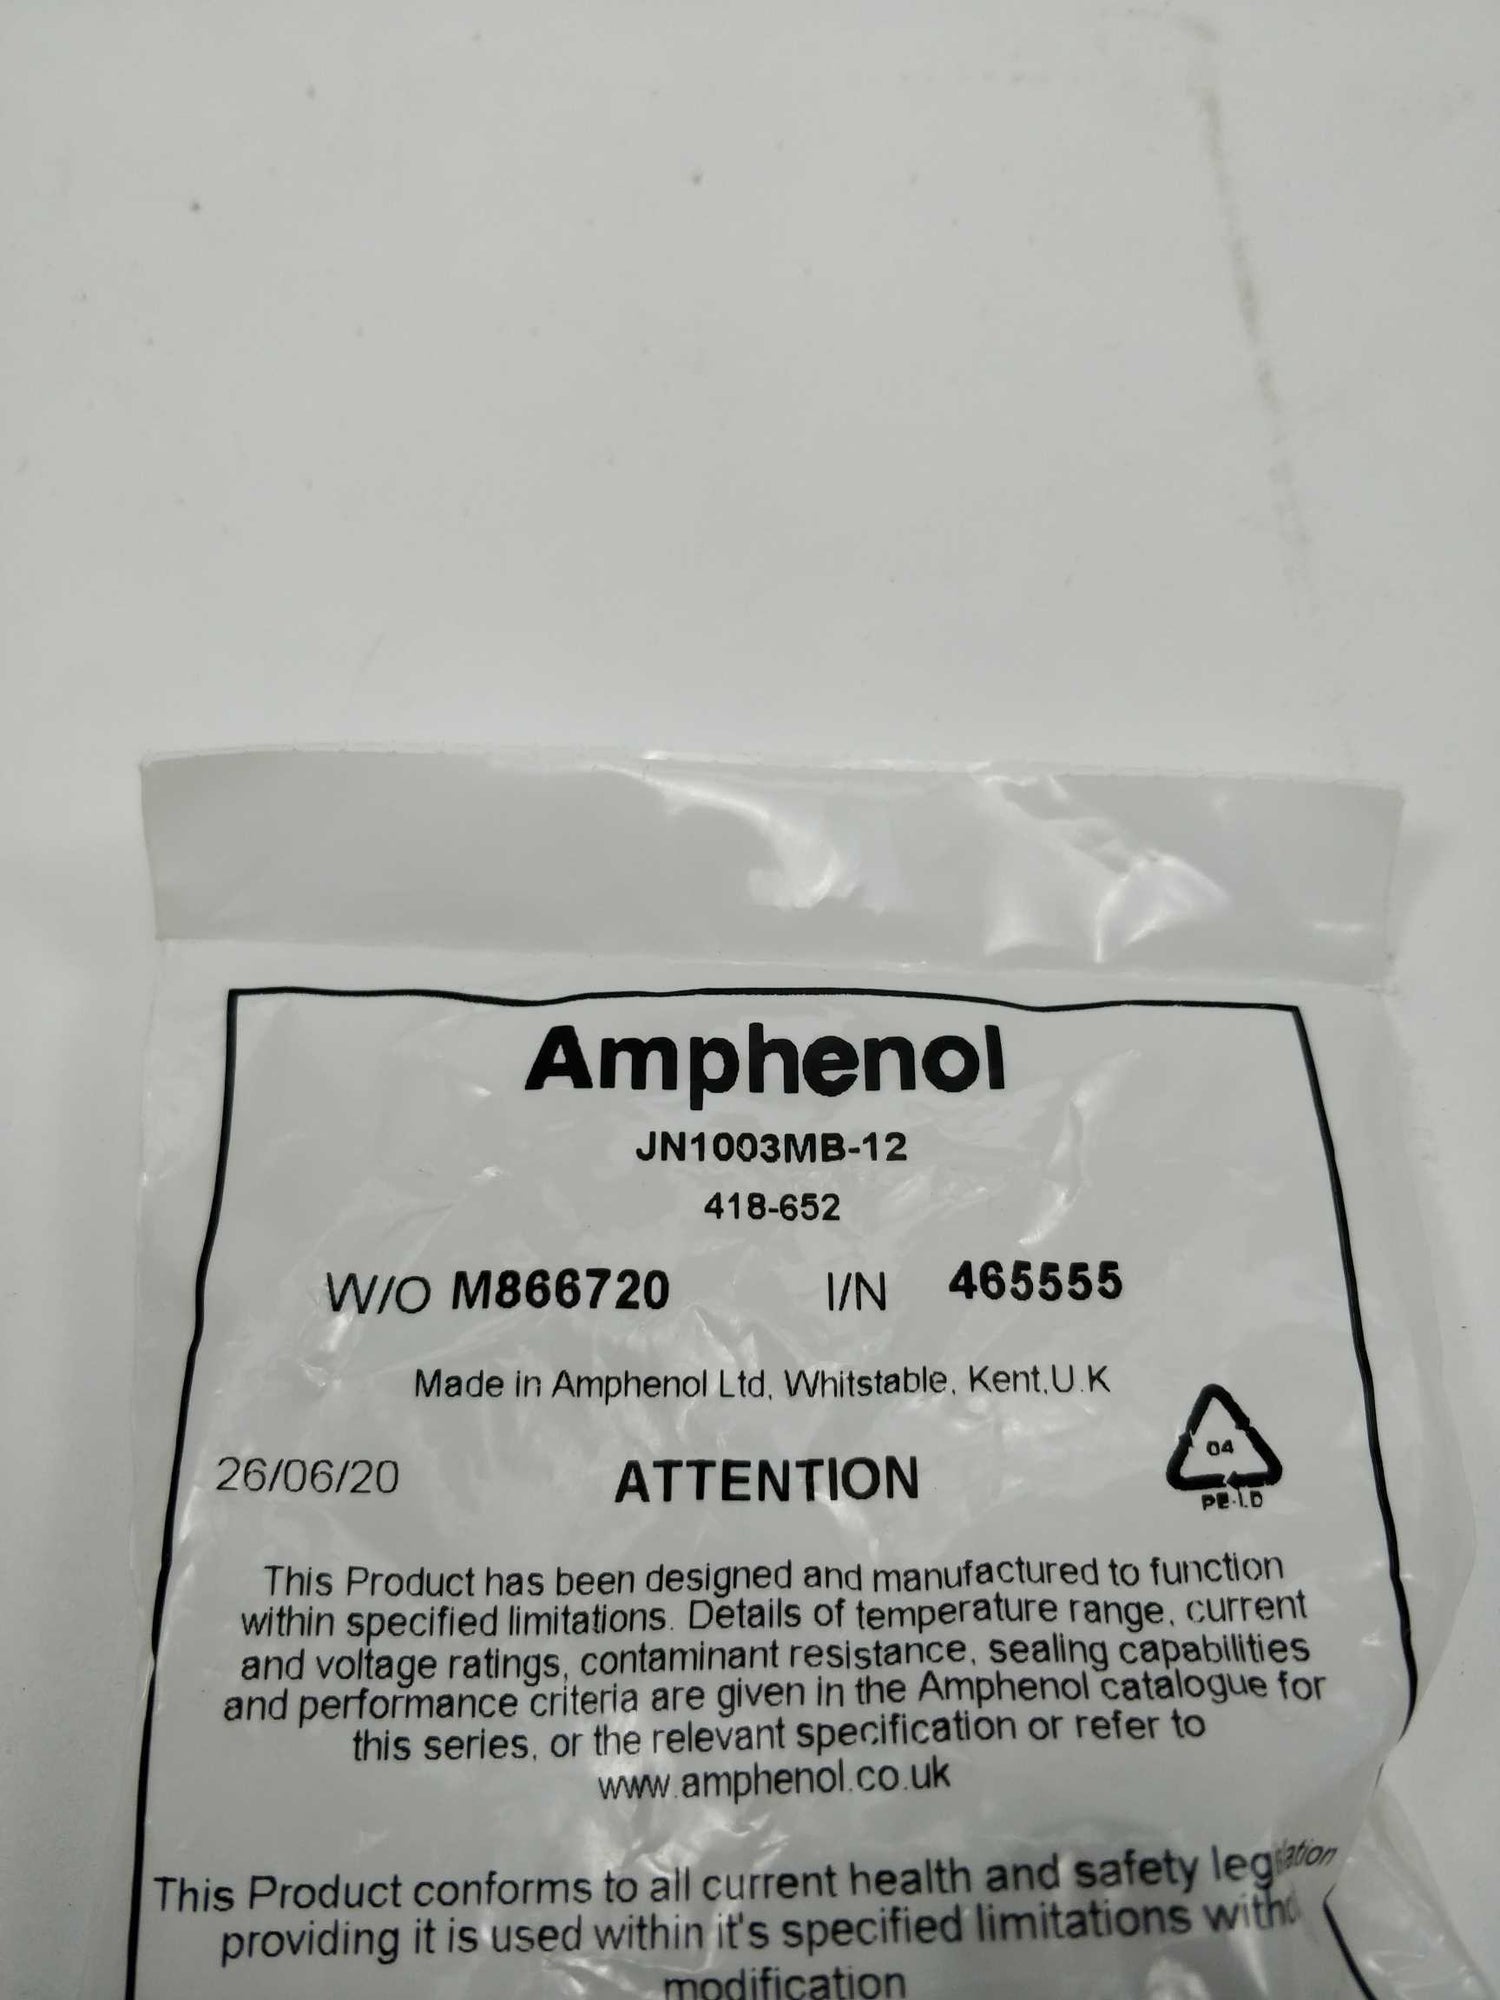 Amphenol
JN1003MB-12
418-652
W/O M866720 I/N 465555
Made in Amphenol Ltd, Whitstable, Kent,U.K
04
PE-LD
26/06/20 ATTENTION
This Product has been designed and manufactured to function
within specified limitations. Details of temperature range, current
and voltage ratings, contaminant resistance, sealing capabilities
and performance criteria are given in the Amphenol catalogue for
this series, or the relevant specification or refer to
www.amphenol.co.uk
This Product conforms to all current health and safety legislation
providing it is used within it's specified limitations
modification